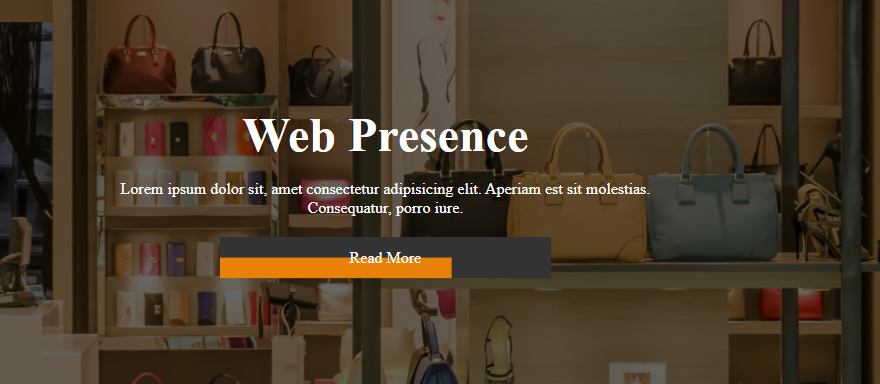 Web Presence
Lorem ipsum dolor sit, amet consectetur adipisicing elit. Aperiam est sit molestias.
Consequatur, porro iure.
Read More